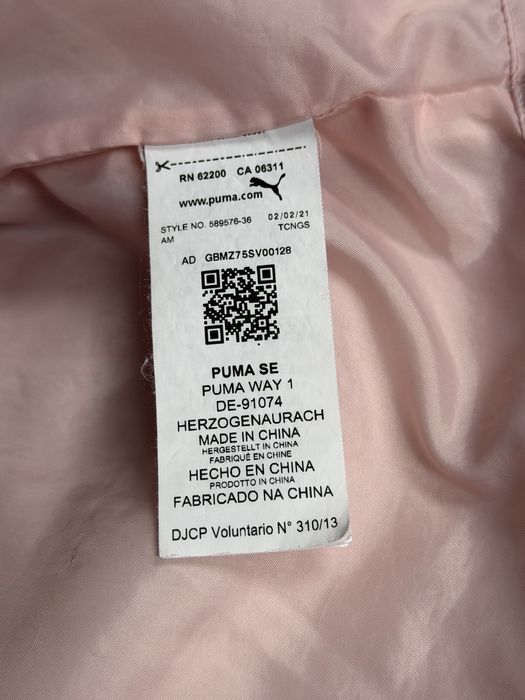 RN 62200 CA 06311
www.puma.com
STYLE NO. 589576-36 02/02/21
AM TCNGS
AD GBMZ75SV00128
PUMA SE
PUMA WAY 1
DE-91074
HERZOGENAURACH
MADE IN CHINA
HERGESTELLT IN CHINA
FABRIQUÉ EN CHINE
HECHO EN CHINA
PRODOTTO IN CHINA
FABRICADO NA CHINA
DJCP Voluntario N° 310/13